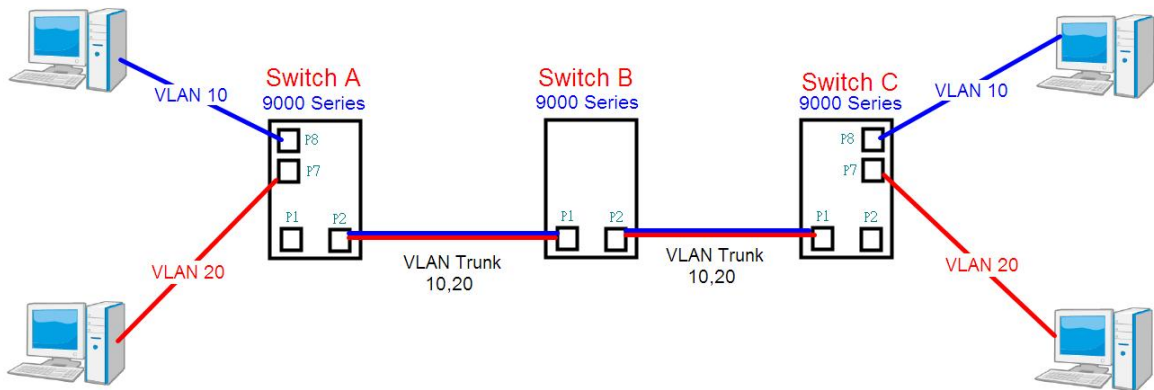 Switch A
9000 Series
Switch B
9000 Series
Switch C
9000 Series
VLAN 10
VLAN 10
P8
P7
P1
P2
P1
P2
P8
P7
P1
P2
VLAN 20
VLAN Trunk
10,20
VLAN Trunk
10,20
VLAN 20